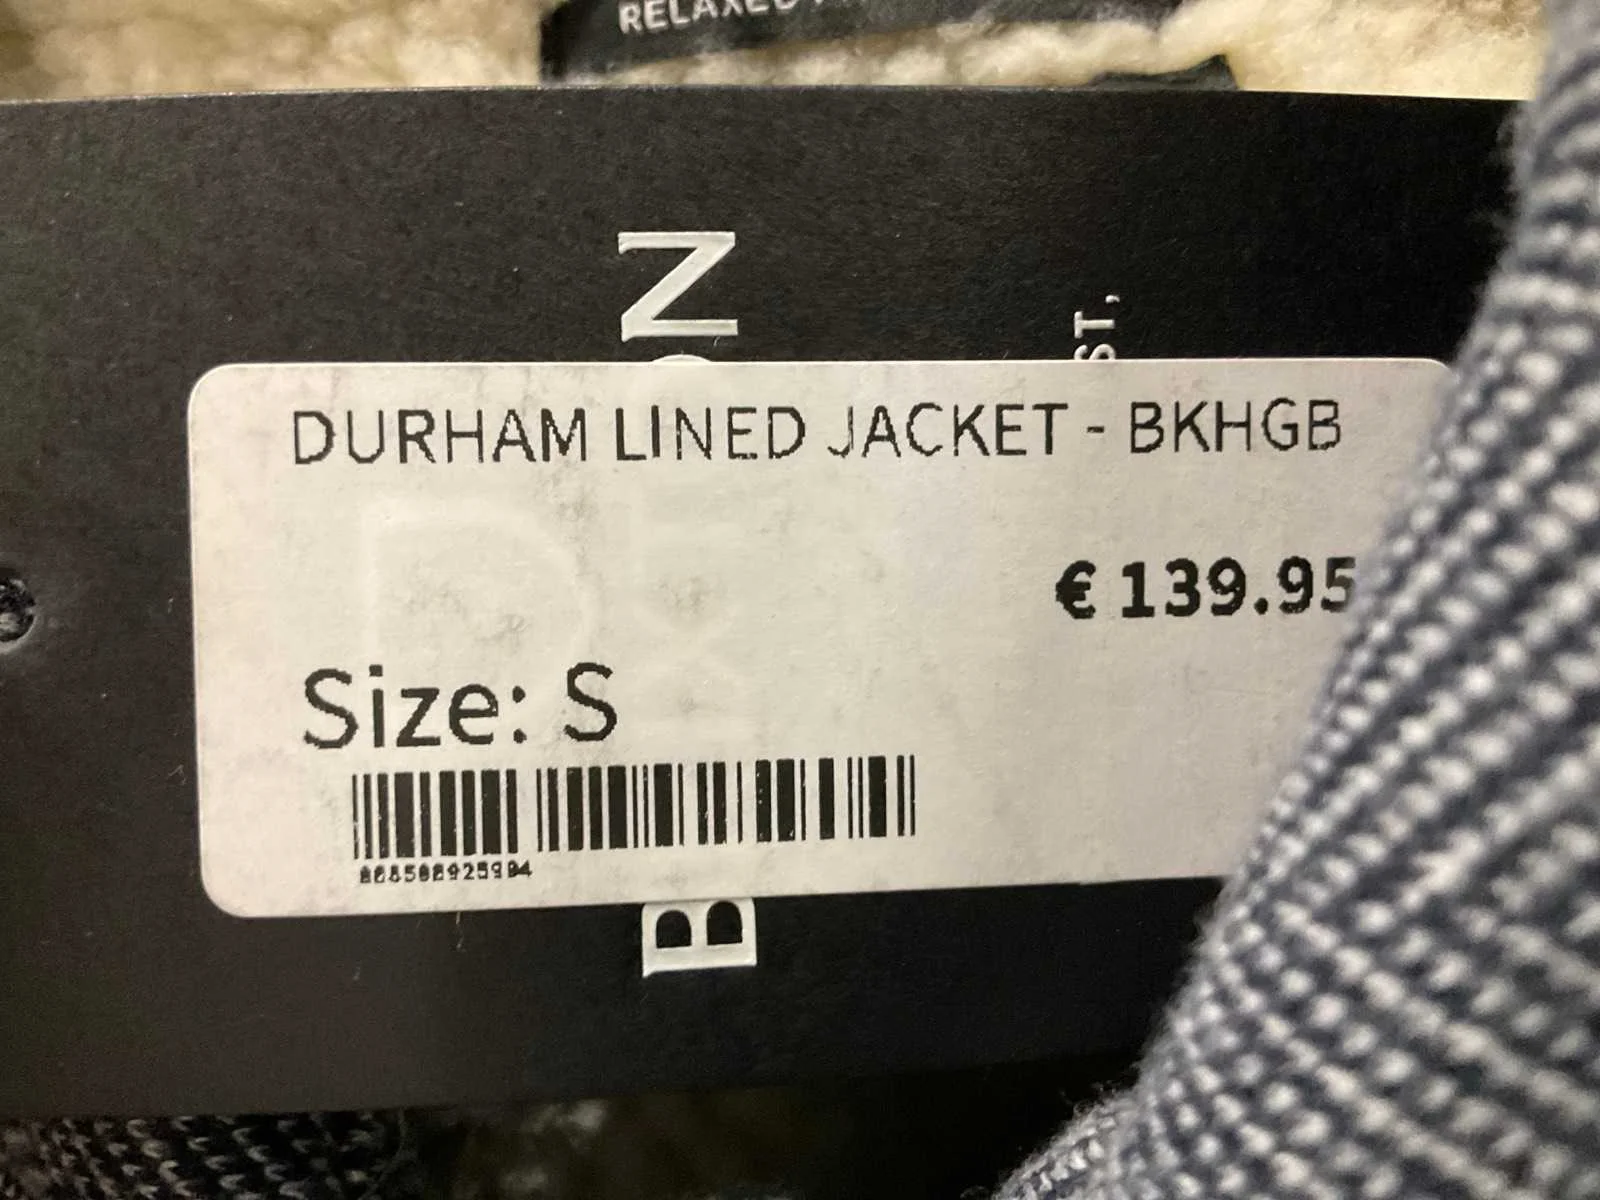 RELAXED
N
ST,
DURHAM LINED JACKET - BKHGB
€ 139.95
Size: S
B